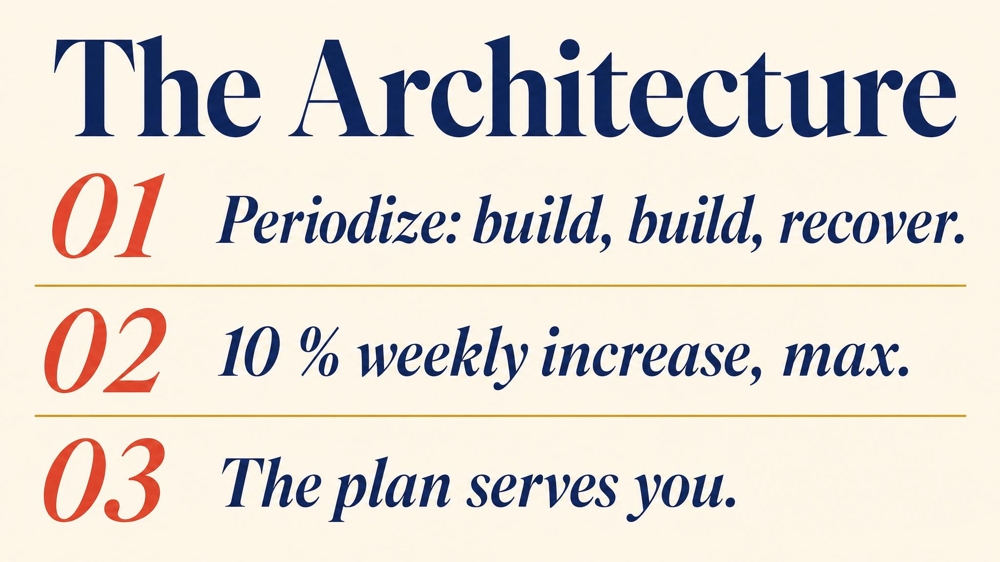 The Architecture
01 Periodize: build, build, recover.
02 10 % weekly increase, max.
03 The plan serves you.